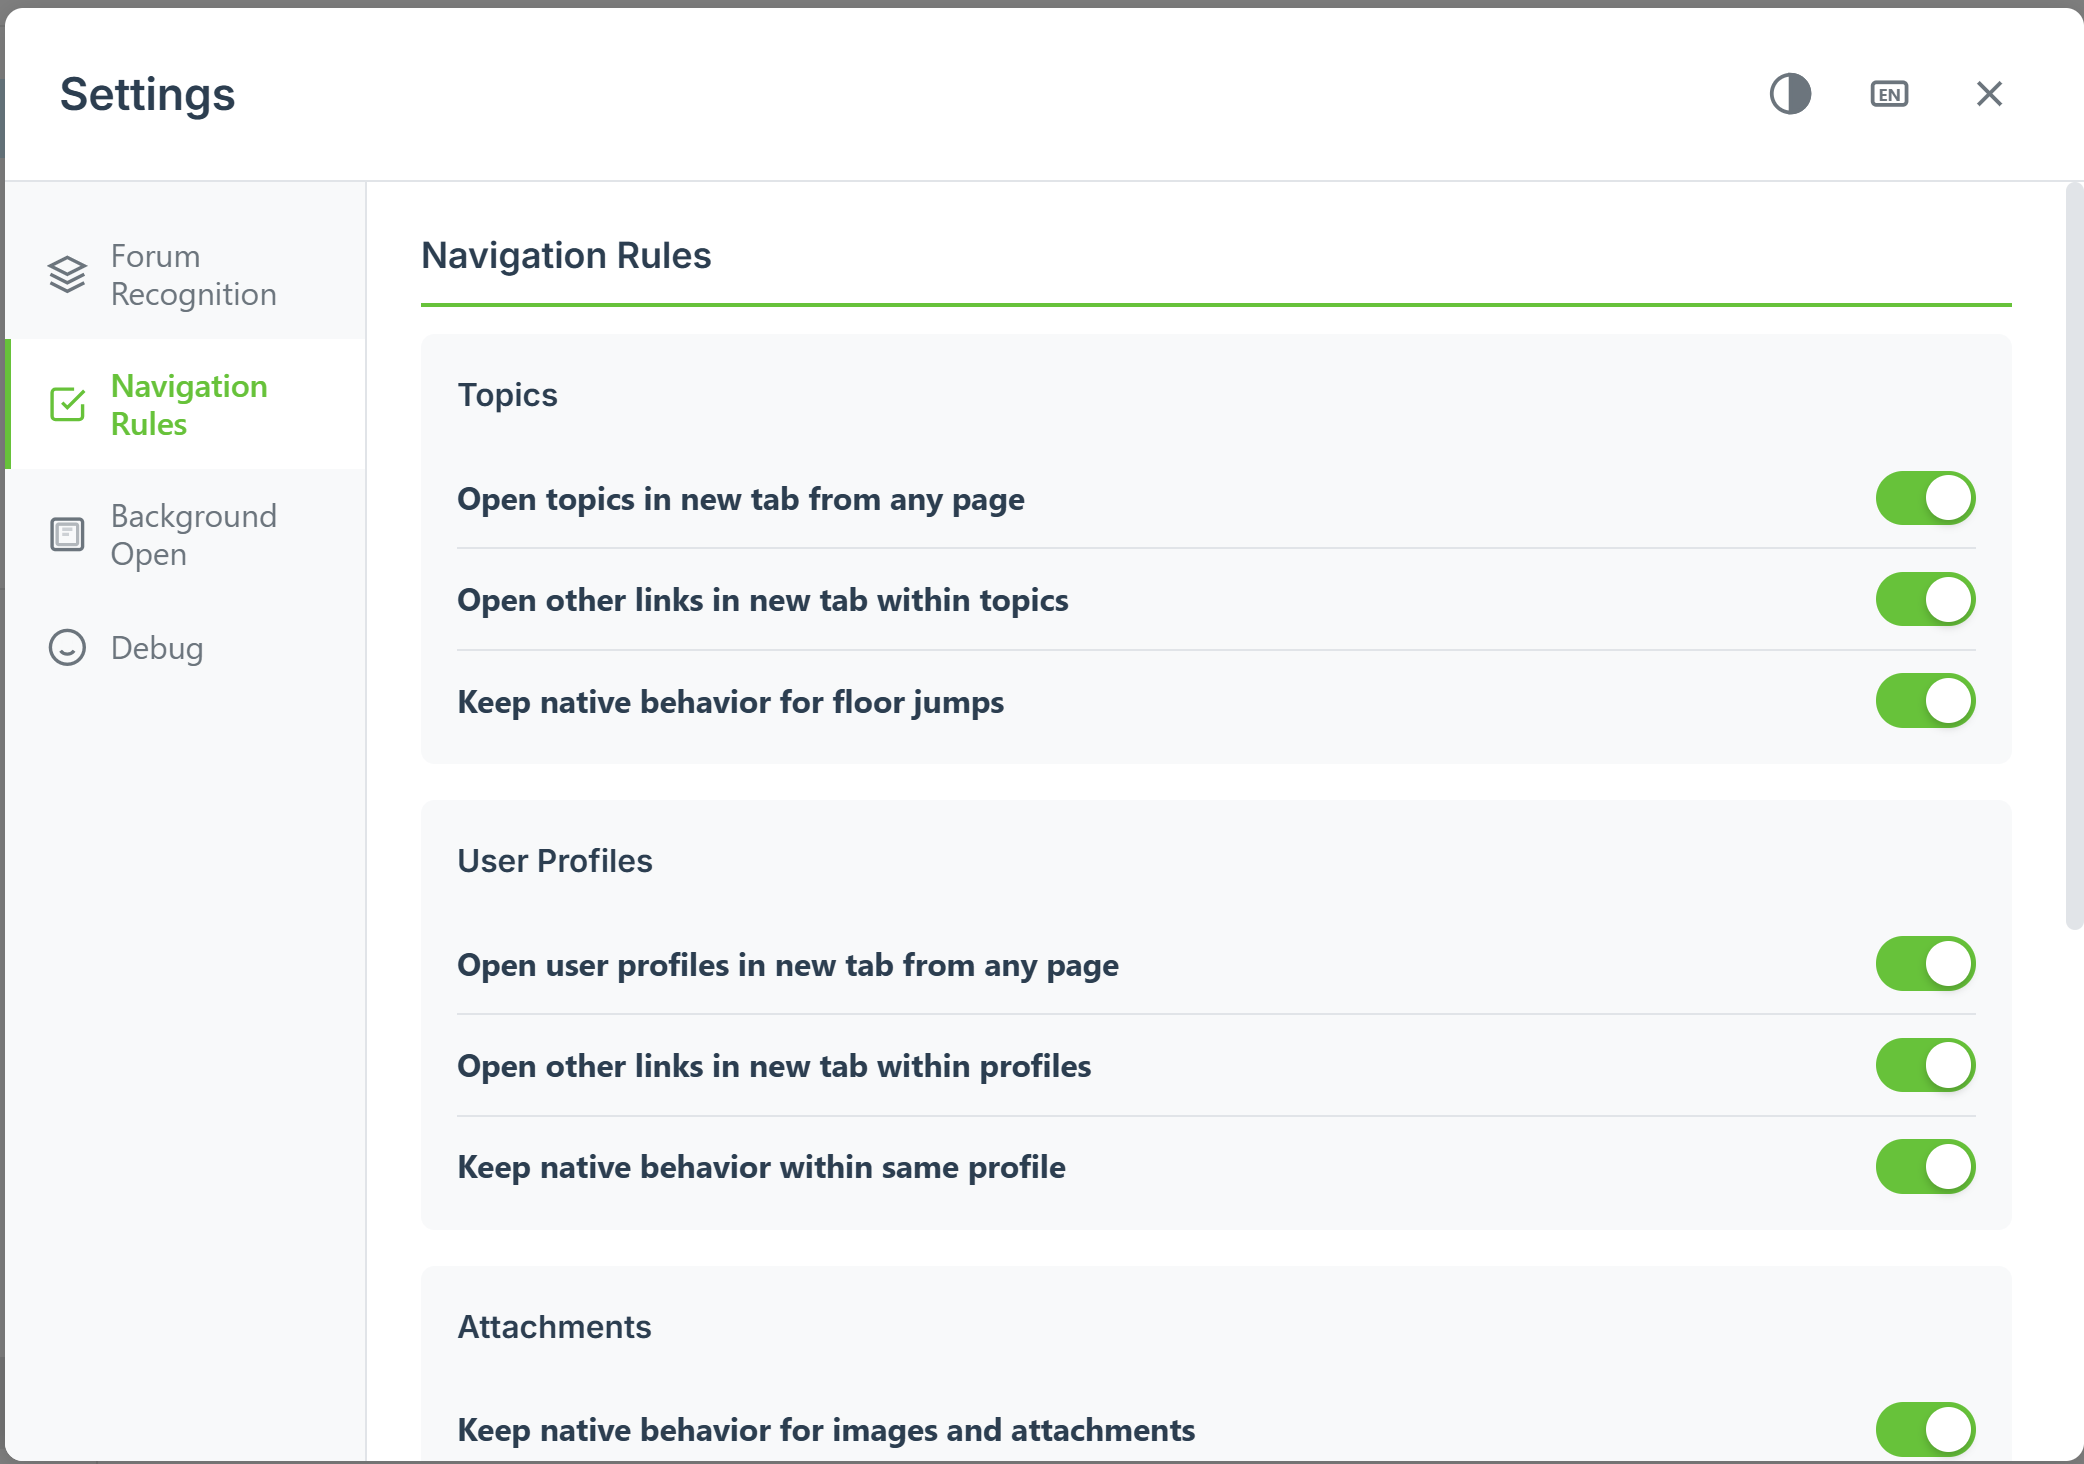 Settings
EN
Forum
Recognition
Navigation
Rules
Background
Open
Debug
Navigation Rules
Topics
Open topics in new tab from any page
Open other links in new tab within topics
Keep native behavior for floor jumps
User Profiles
Open user profiles in new tab from any page
Open other links in new tab within profiles
Keep native behavior within same profile
Attachments
Keep native behavior for images and attachments